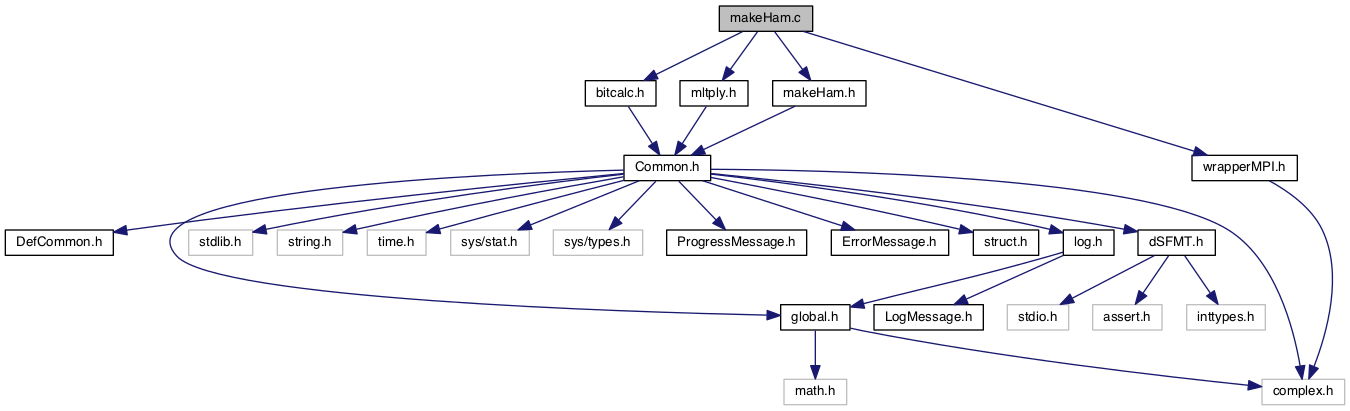 makeHam.c
bitcalc.h
mltply.h
makeHam.h
Common.h
wrapperMPI.h
DefCommon.h
stdlib.h
string.h
time.h
sys/stat.h
sys/types.h
ProgressMessage.h
ErrorMessage.h
struct.h
log.h
dSFMT.h
global.h
LogMessage.h
stdio.h
assert.h
inttypes.h
math.h
complex.h